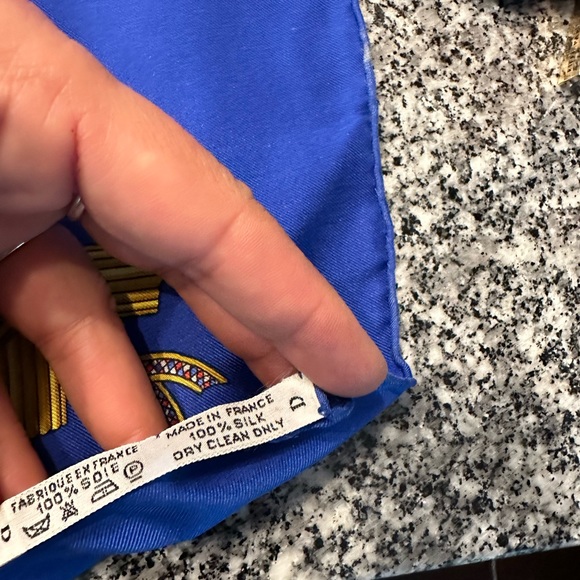 FABRIQUE EN FRANCE
100% SOIE
P
D
MADE IN FRANCE
100% SILK
DRY CLEAN ONLY
D